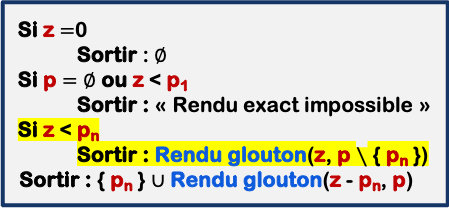 Si z =0
Sortir : ∅
Si p = ∅ ou z < p₁
Sortir : « Rendu exact impossible »
Si z < pₙ
Sortir : Rendu glouton(z, p \ { pₙ })
Sortir : { pₙ } ∪ Rendu glouton(z - pₙ, p)